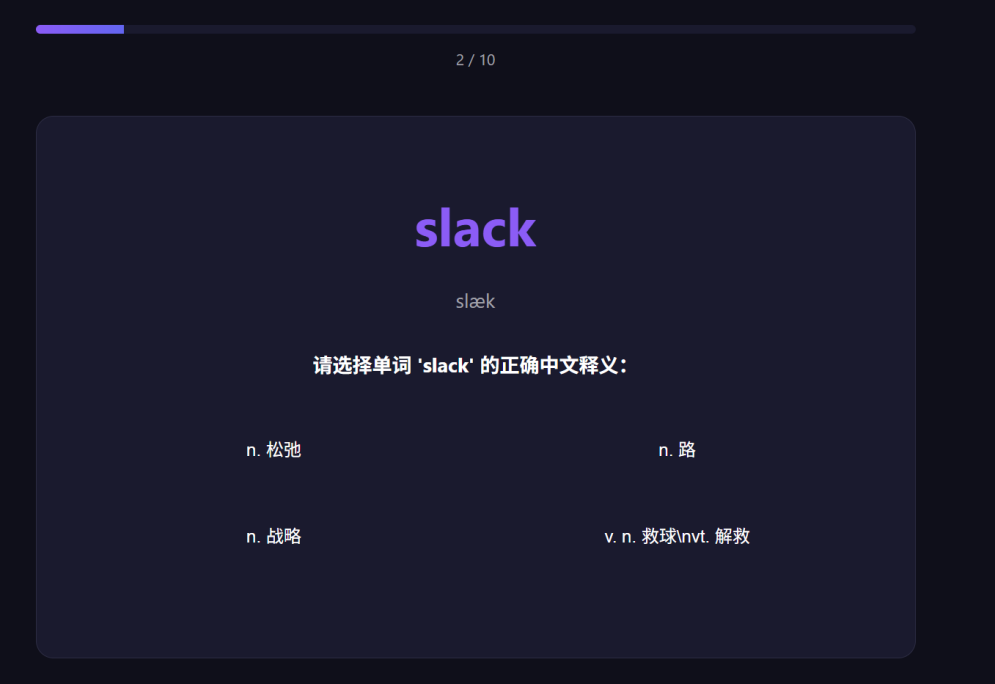 2 / 10
slack
slæk
请选择单词 'slack' 的正确中文释义：
n. 松弛
n. 路
n. 战略
v. n. 救球\nvt. 解救